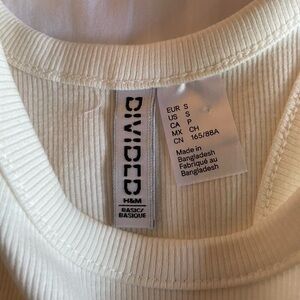 DIVIDED
H&M
BASIC/
BASIQUE
EUR S
US S
CA P
MX CH
CN 165/88A
Made in
Bangladesh
Fabriqué au
Bangladesh